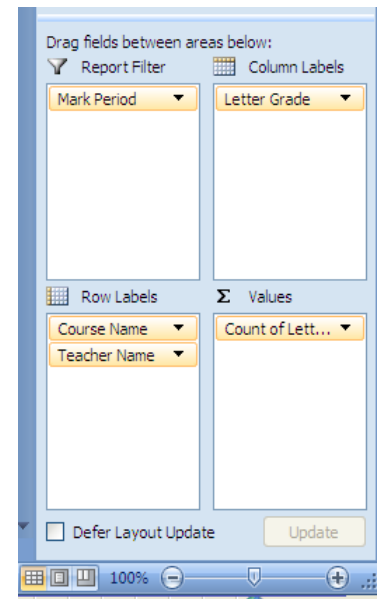 Drag fields between areas below:
Report Filter
Column Labels
Mark Period
Letter Grade
Row Labels
Σ Values
Course Name
Teacher Name
Count of Lett...
Defer Layout Update
Update
100%